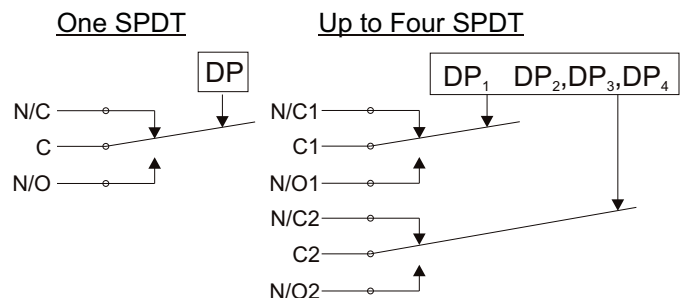 One SPDT
DP
N/C
C
N/O
Up to Four SPDT
DP₁ DP₂,DP₃,DP₄
N/C1
C1
N/O1
N/C2
C2
N/O2